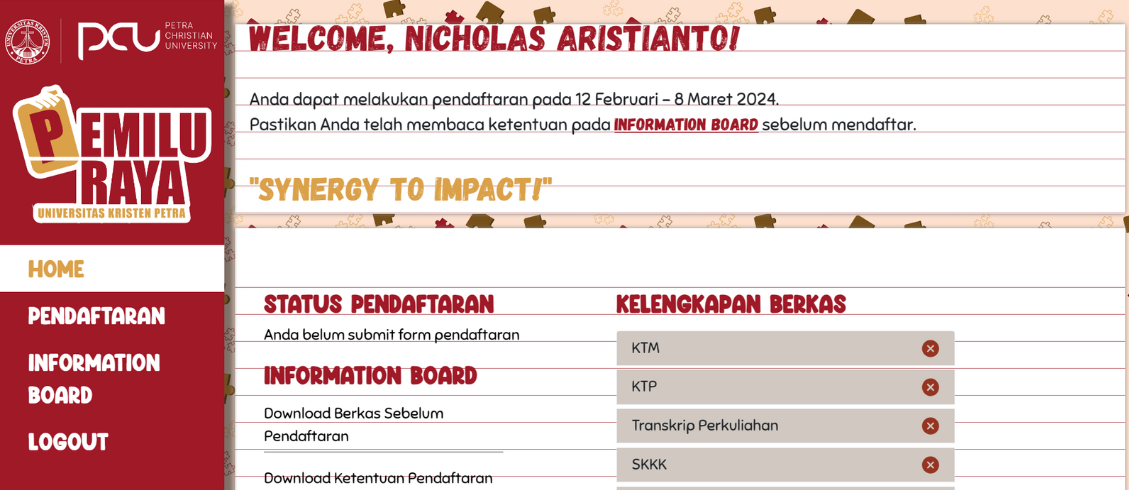 UNIVERSITAS KRISTEN
PETRA
PCU
PETRA
CHRISTIAN
UNIVERSITY
PEMILU
RAYA
UNIVERSITAS KRISTEN PETRA
HOME
PENDAFTARAN
INFORMATION
BOARD
LOGOUT
WELCOME, NICHOLAS ARISTIANTO!
Anda dapat melakukan pendaftaran pada 12 Februari – 8 Maret 2024.
Pastikan Anda telah membaca ketentuan pada INFORMATION BOARD sebelum mendaftar.
"SYNERGY TO IMPACT!"
STATUS PENDAFTARAN
Anda belum submit form pendaftaran
INFORMATION BOARD
Download Berkas Sebelum
Pendaftaran
Download Ketentuan Pendaftaran
KELENGKAPAN BERKAS
KTM
KTP
Transkrip Perkuliahan
SKKK